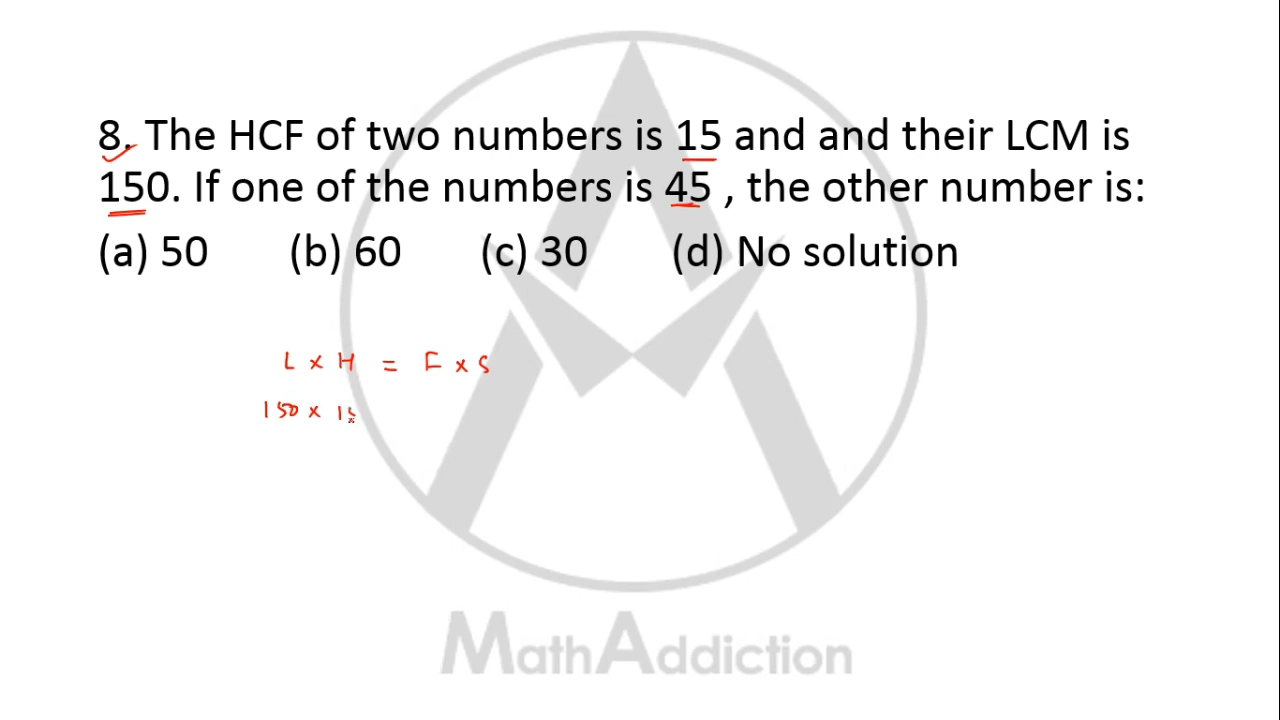 8. The HCF of two numbers is 15 and and their LCM is
150. If one of the numbers is 45 , the other number is:
(a) 50 (b) 60 (c) 30 (d) No solution
L × H = F × S
150 × 15
MathAddiction